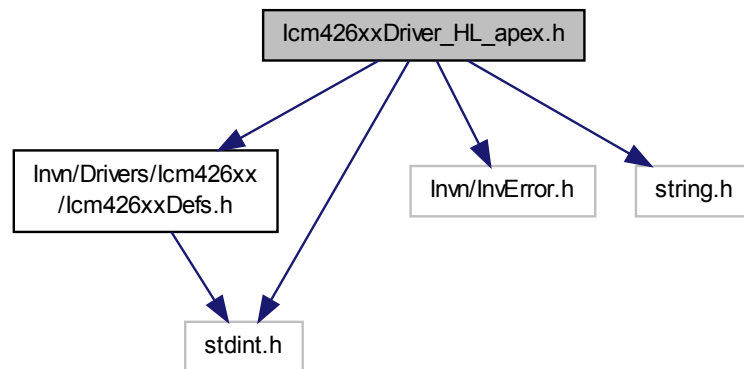 Icm426xxDriver_HL_apex.h
Invn/Drivers/Icm426xx
/Icm426xxDefs.h
Invn/InvError.h
string.h
stdint.h